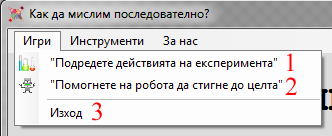 Как да мислим последователно?
Игри Инструменти За нас
"Подредете действията на експеримента" 1
"Помогнете на робота да стигне до целта" 2
Изход 3